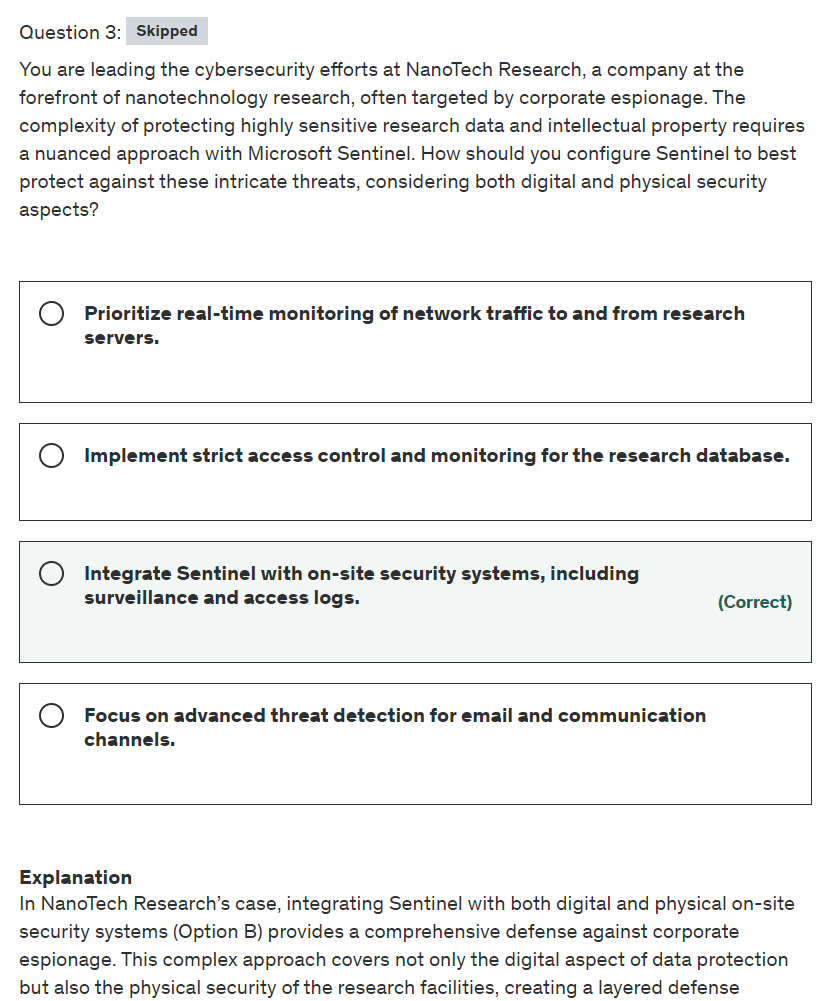 Question 3: Skipped
You are leading the cybersecurity efforts at NanoTech Research, a company at the
forefront of nanotechnology research, often targeted by corporate espionage. The
complexity of protecting highly sensitive research data and intellectual property requires
a nuanced approach with Microsoft Sentinel. How should you configure Sentinel to best
protect against these intricate threats, considering both digital and physical security
aspects?
Prioritize real-time monitoring of network traffic to and from research
servers.
Implement strict access control and monitoring for the research database.
Integrate Sentinel with on-site security systems, including
surveillance and access logs.
(Correct)
Focus on advanced threat detection for email and communication
channels.
Explanation
In NanoTech Research’s case, integrating Sentinel with both digital and physical on-site
security systems (Option B) provides a comprehensive defense against corporate
espionage. This complex approach covers not only the digital aspect of data protection
but also the physical security of the research facilities, creating a layered defense